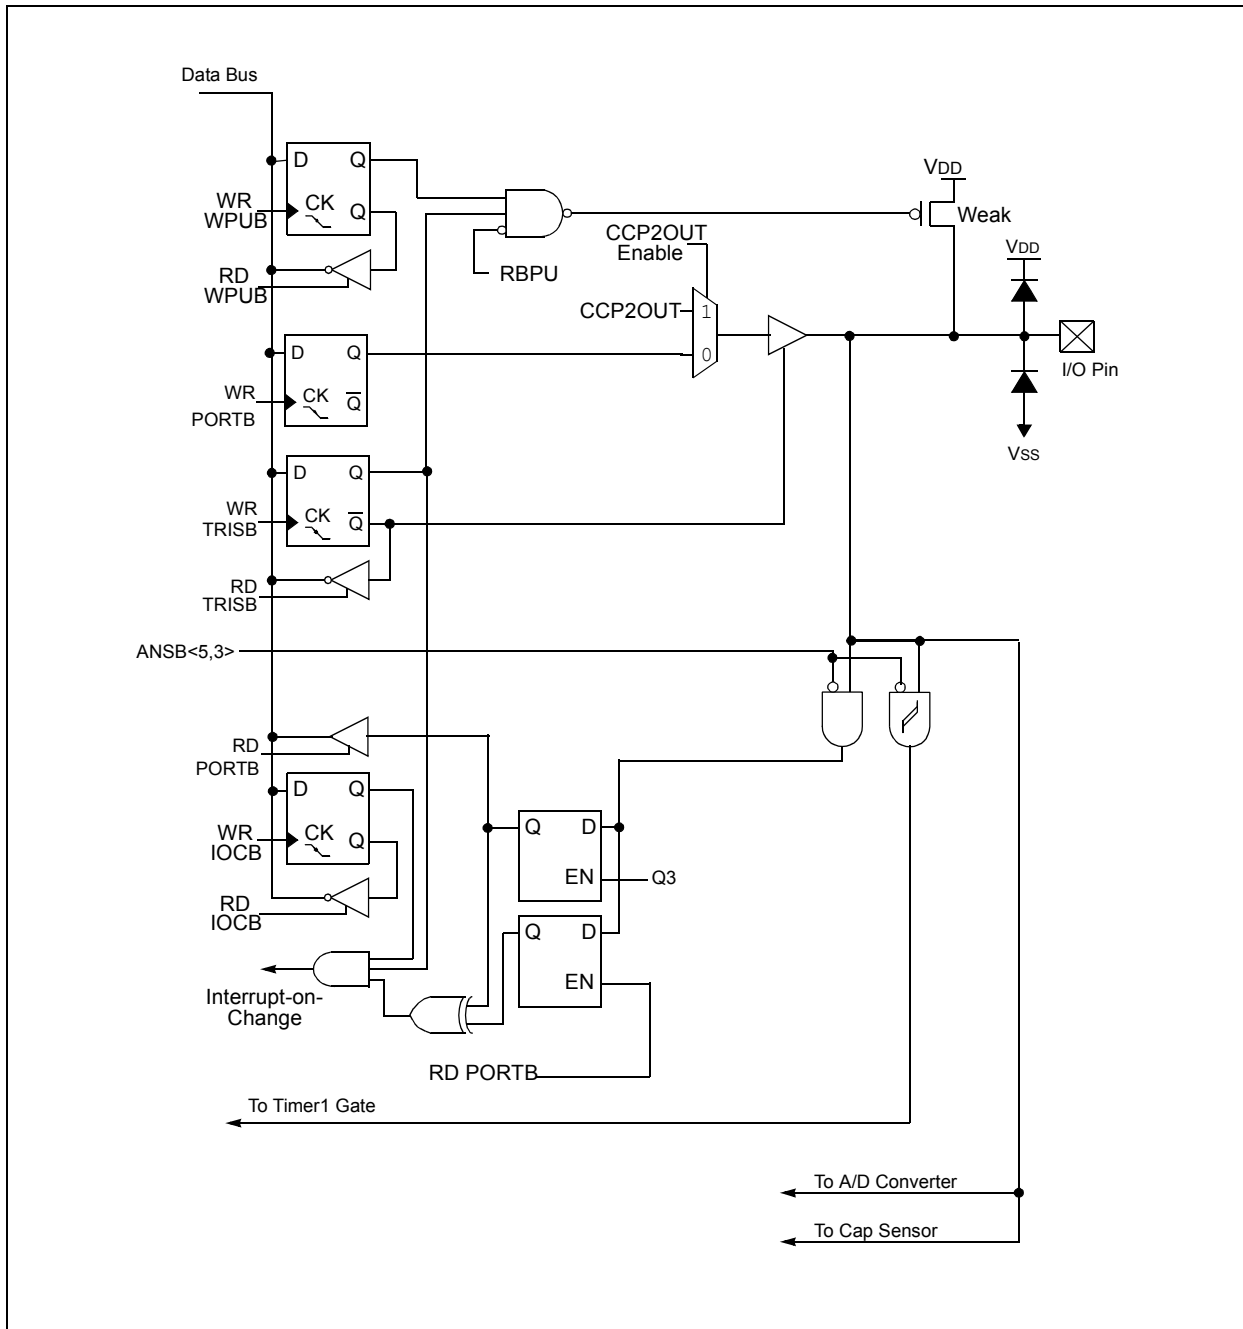 Data Bus
D Q
WR
WPUB
CK
Q
RD
WPUB
RBPU
CCP2OUT
Enable
CCP2OUT
1
0
VDD
Weak
VDD
I/O Pin
VSS
D Q
WR
PORTB
CK
Q
D Q
WR
TRISB
CK
Q
RD
TRISB
ANSB<5,3>
RD
PORTB
D Q
WR
IOCB
CK
Q
RD
IOCB
Q D
EN
Q3
Q D
EN
Interrupt-on-
Change
RD PORTB
To Timer1 Gate
To A/D Converter
To Cap Sensor